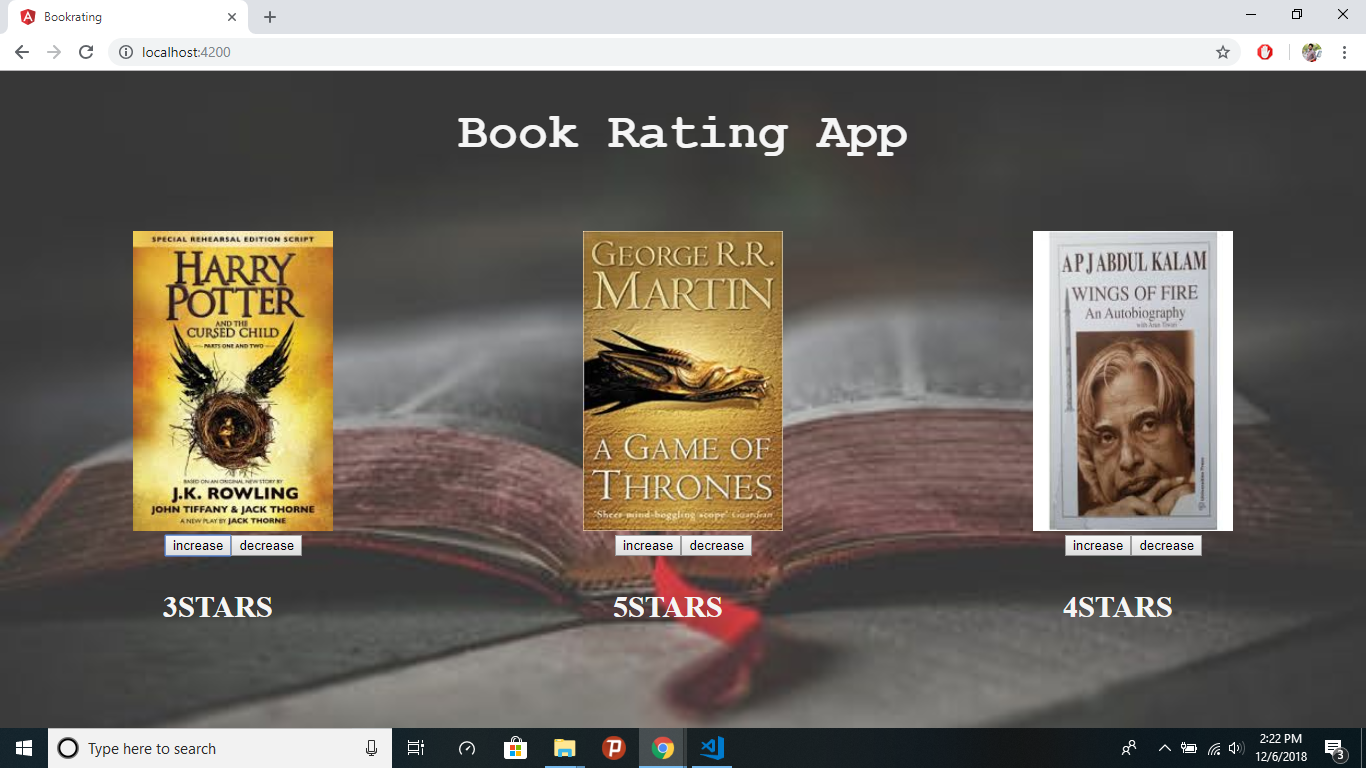 Bookrating
localhost:4200
Book Rating App
SPECIAL REHEARSAL EDITION SCRIPT
HARRY
POTTER
AND THE
CURSED CHILD
PARTS ONE AND TWO
BASED ON AN ORIGINAL NEW STORY BY
J.K. ROWLING
JOHN TIFFANY & JACK THORNE
A NEW PLAY BY JACK THORNE
increase
decrease
3STARS
GEORGE R.R.
MARTIN
A GAME OF
THRONES
'Sheer mind-boggling scope' Guardian
increase
decrease
5STARS
A P J ABDUL KALAM
WINGS OF FIRE
An Autobiography
with Arun Tiwari
increase
decrease
4STARS
Type here to search
2:22 PM
12/6/2018
3